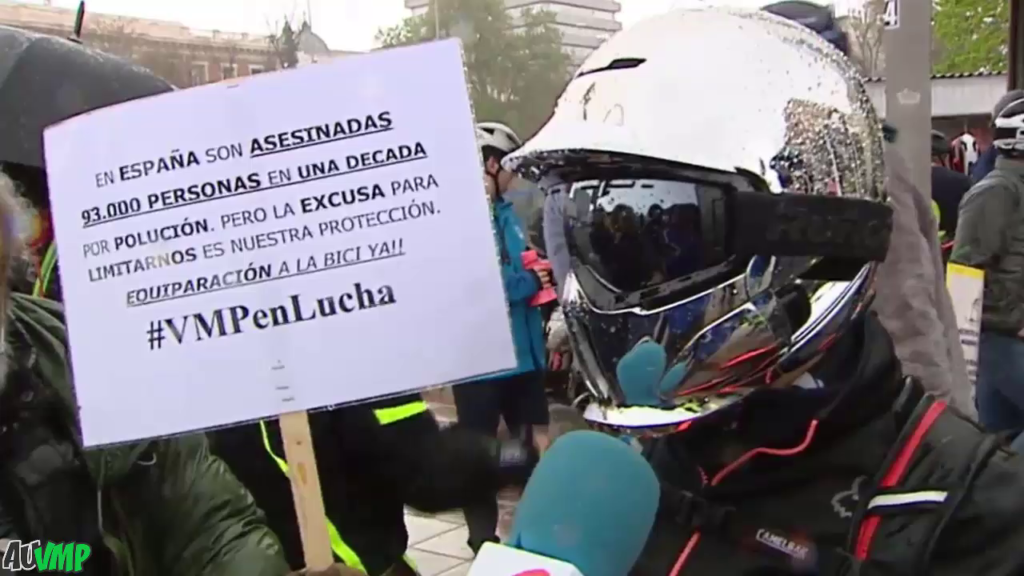 EN ESPAÑA SON ASESINADAS
93.000 PERSONAS EN UNA DECADA
POR POLUCIÓN. PERO LA EXCUSA PARA
LIMITARNOS ES NUESTRA PROTECCIÓN.
EQUIPARACIÓN A LA BICI YA!!
#VMPenLucha
CAMELBAK
AUVMP